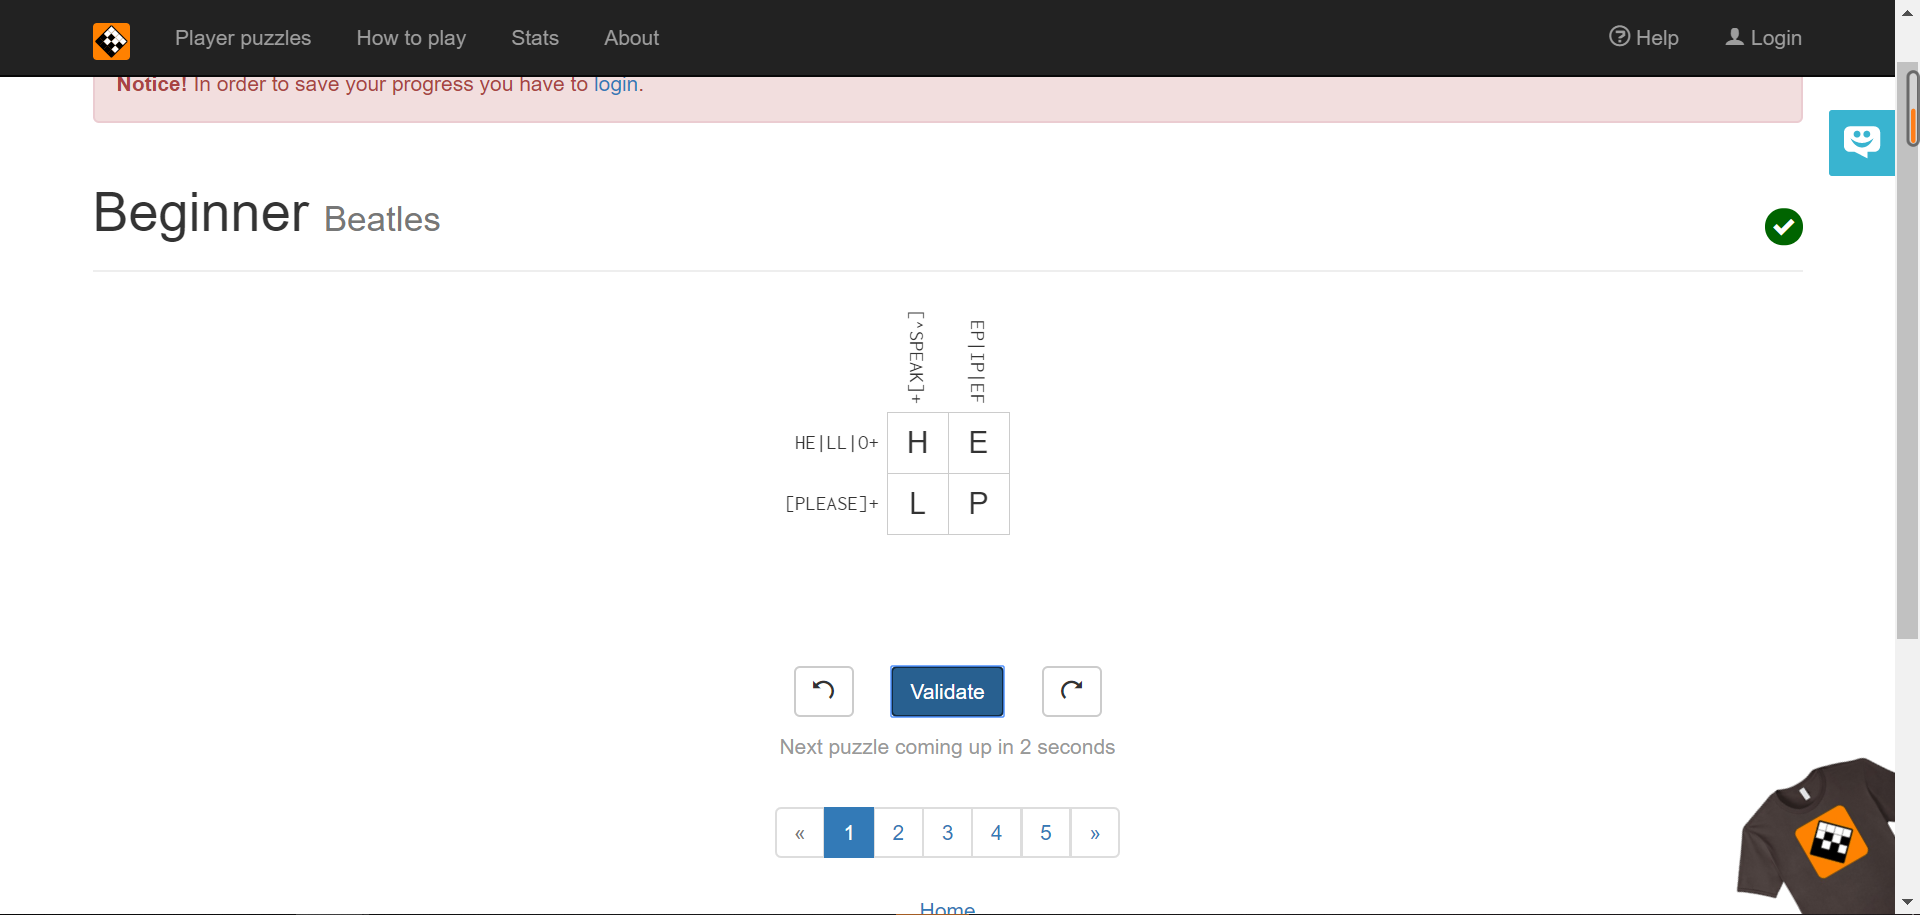 Player puzzles How to play Stats About Help Login
Notice! In order to save your progress you have to login.
Beginner Beatles
[^SPEAK]+
EP|IP|EF
HE|LL|O+ H E
[PLEASE]+ L P
Validate
Next puzzle coming up in 2 seconds
« 1 2 3 4 5 »
Home